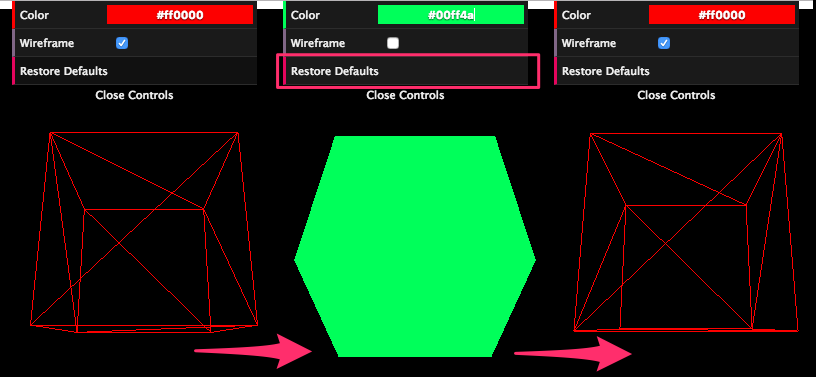 Color #ff0000
Wireframe
Restore Defaults
Close Controls
Color #00ff4a
Wireframe
Restore Defaults
Close Controls
Color #ff0000
Wireframe
Restore Defaults
Close Controls